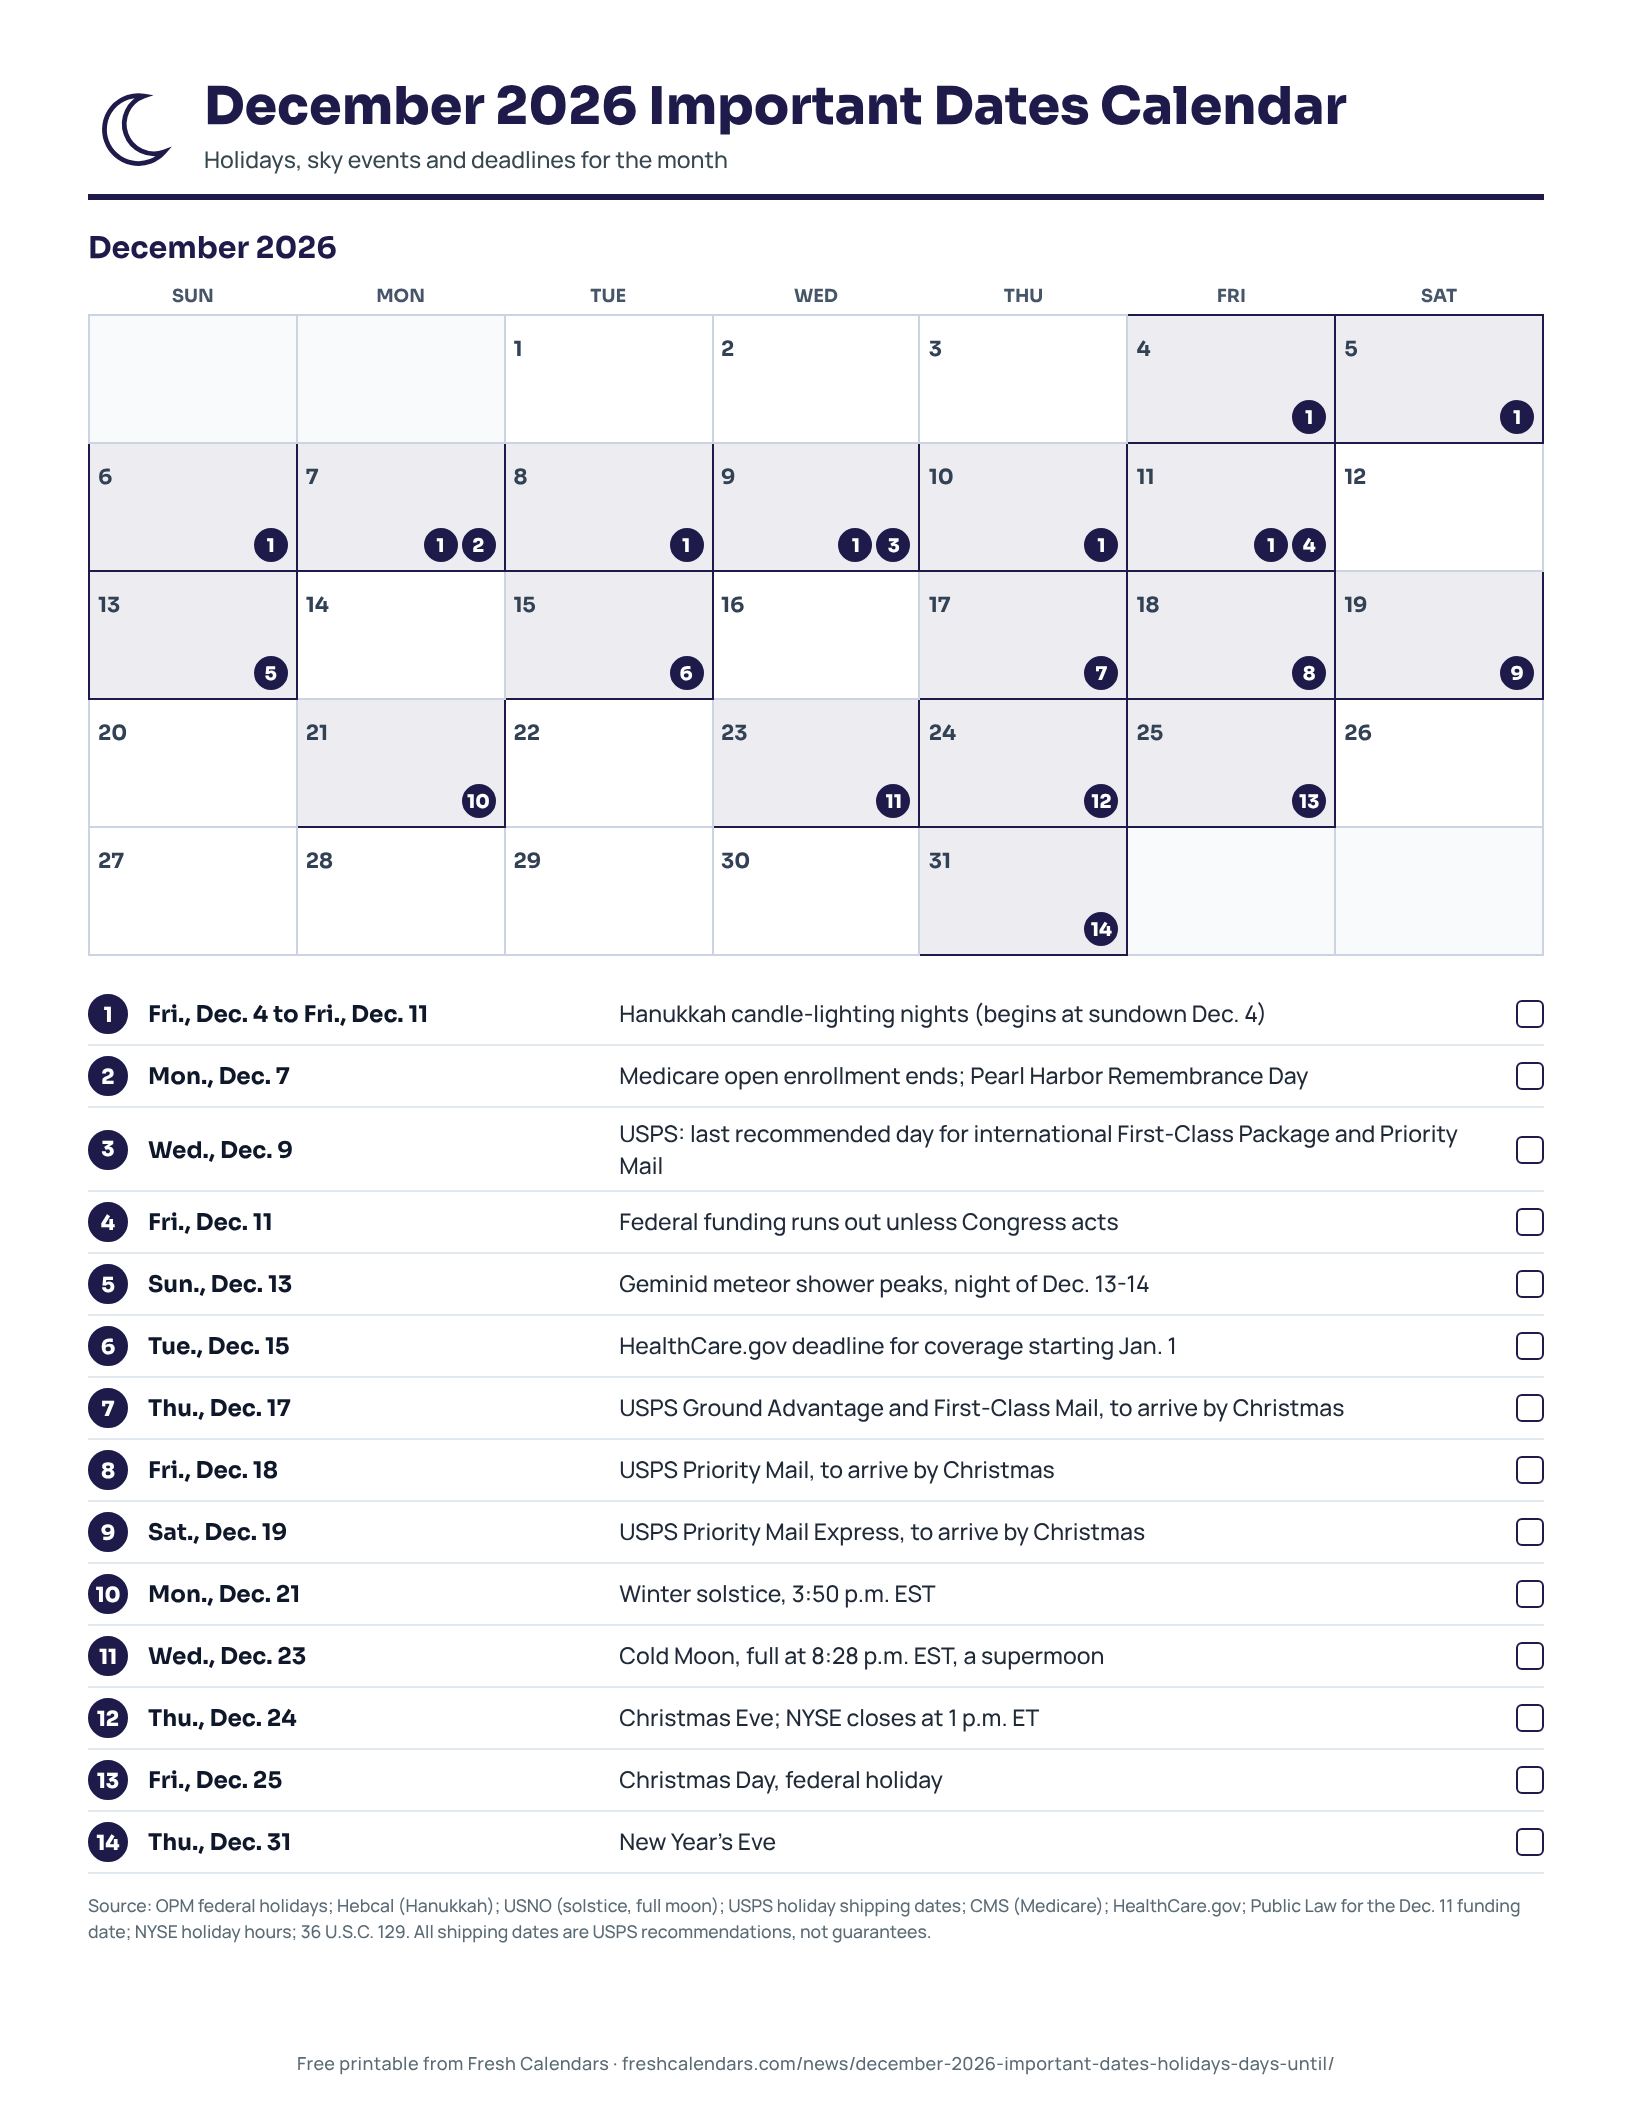 December 2026 Important Dates Calendar
Holidays, sky events and deadlines for the month
December 2026
SUN MON TUE WED THU FRI SAT
1 2 3 4 5
1 1
6 7 8 9 10 11 12
1 1 2 1 1 3 1 1 4
13 14 15 16 17 18 19
5 6 7 8 9
20 21 22 23 24 25 26
10 11 12 13
27 28 29 30 31
14
1 Fri., Dec. 4 to Fri., Dec. 11 Hanukkah candle-lighting nights (begins at sundown Dec. 4)
2 Mon., Dec. 7 Medicare open enrollment ends; Pearl Harbor Remembrance Day
3 Wed., Dec. 9 USPS: last recommended day for international First-Class Package and Priority
Mail
4 Fri., Dec. 11 Federal funding runs out unless Congress acts
5 Sun., Dec. 13 Geminid meteor shower peaks, night of Dec. 13-14
6 Tue., Dec. 15 HealthCare.gov deadline for coverage starting Jan. 1
7 Thu., Dec. 17 USPS Ground Advantage and First-Class Mail, to arrive by Christmas
8 Fri., Dec. 18 USPS Priority Mail, to arrive by Christmas
9 Sat., Dec. 19 USPS Priority Mail Express, to arrive by Christmas
10 Mon., Dec. 21 Winter solstice, 3:50 p.m. EST
11 Wed., Dec. 23 Cold Moon, full at 8:28 p.m. EST, a supermoon
12 Thu., Dec. 24 Christmas Eve; NYSE closes at 1 p.m. ET
13 Fri., Dec. 25 Christmas Day, federal holiday
14 Thu., Dec. 31 New Year’s Eve
Source: OPM federal holidays; Hebcal (Hanukkah); USNO (solstice, full moon); USPS holiday shipping dates; CMS (Medicare); HealthCare.gov; Public Law for the Dec. 11 funding
date; NYSE holiday hours; 36 U.S.C. 129. All shipping dates are USPS recommendations, not guarantees.
Free printable from Fresh Calendars · freshcalendars.com/news/december-2026-important-dates-holidays-days-until/